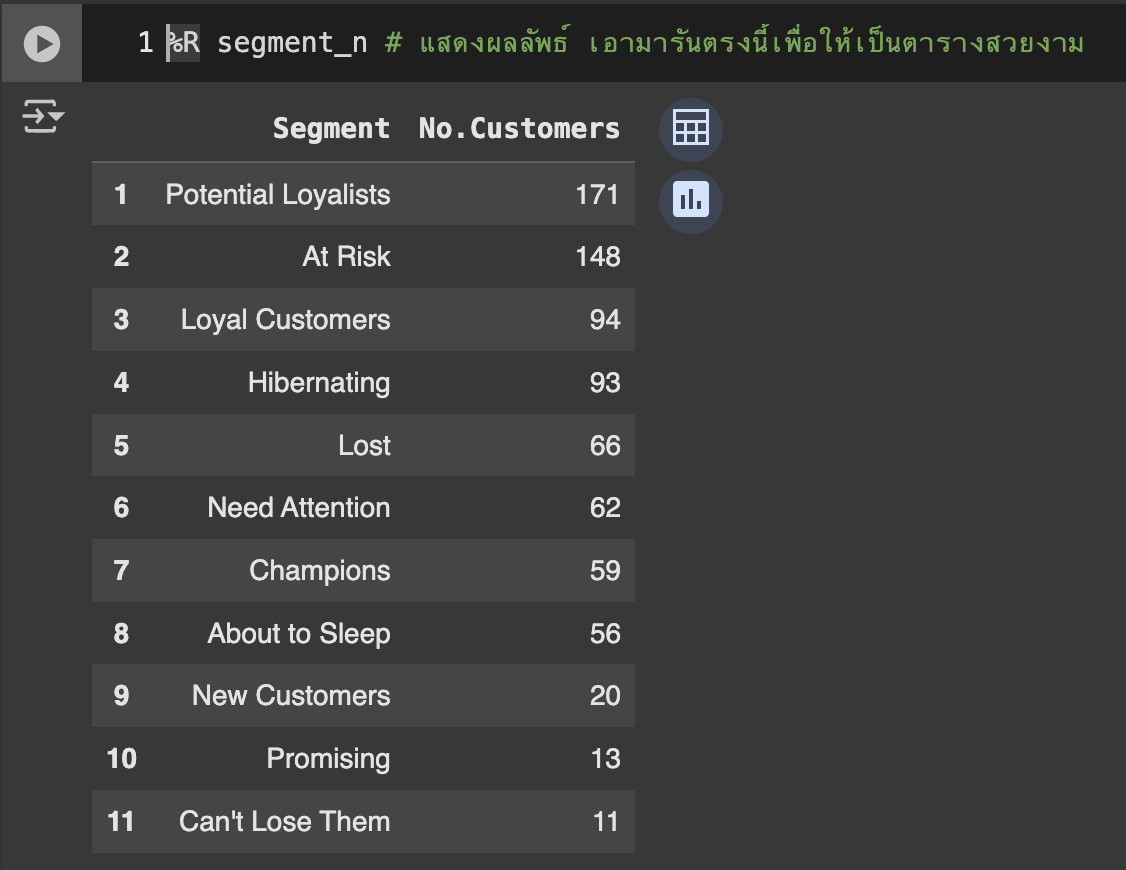 1 %R segment_n # แสดงผลลัพธ์ เอามารันตรงนี้เพื่อให้เป็นตารางสวยงาม
Segment No.Customers
1 Potential Loyalists 171
2 At Risk 148
3 Loyal Customers 94
4 Hibernating 93
5 Lost 66
6 Need Attention 62
7 Champions 59
8 About to Sleep 56
9 New Customers 20
10 Promising 13
11 Can't Lose Them 11